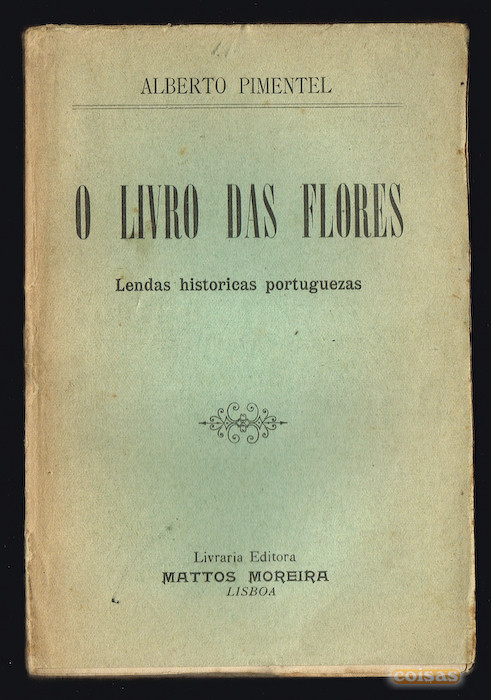 ALBERTO PIMENTEL
O LIVRO DAS FLORES
Lendas historicas portuguezas
Livraria Editora
MATTOS MOREIRA
LISBOA
coisas